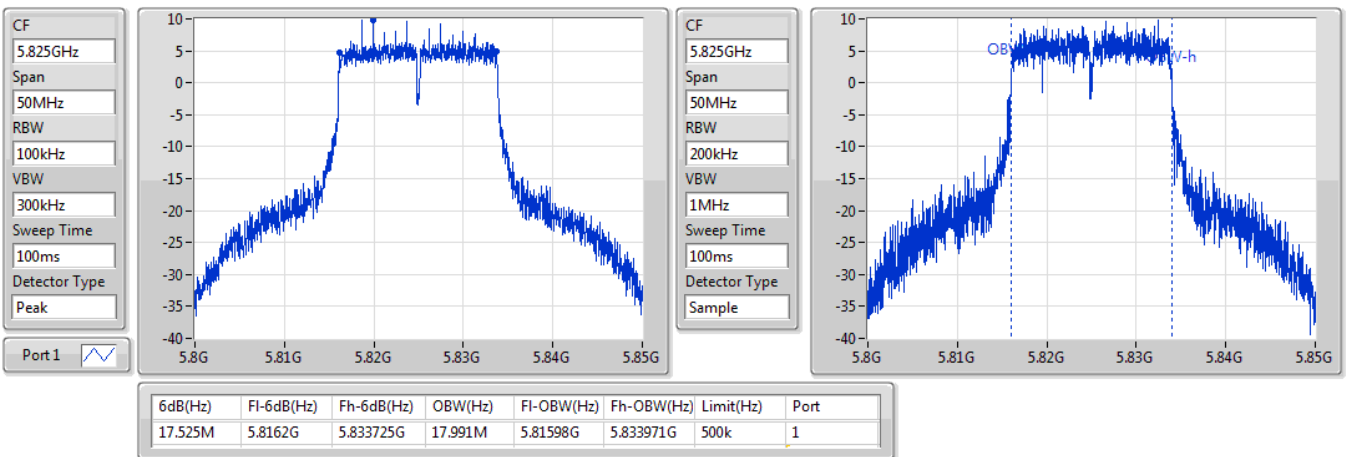 CF
5.825GHz
Span
50MHz
RBW
100kHz
VBW
300kHz
Sweep Time
100ms
Detector Type
Peak
Port 1
10
5
0
-5
-10
-15
-20
-25
-30
-35
-40
5.8G 5.81G 5.82G 5.83G 5.84G 5.85G
CF
5.825GHz
Span
50MHz
RBW
200kHz
VBW
1MHz
Sweep Time
100ms
Detector Type
Sample
10
5
0
-5
-10
-15
-20
-25
-30
-35
-40
5.8G 5.81G 5.82G 5.83G 5.84G 5.85G
6dB(Hz) Fl-6dB(Hz) Fh-6dB(Hz) OBW(Hz) Fl-OBW(Hz) Fh-OBW(Hz) Limit(Hz) Port
17.525M 5.8162G 5.833725G 17.991M 5.81598G 5.833971G 500k 1